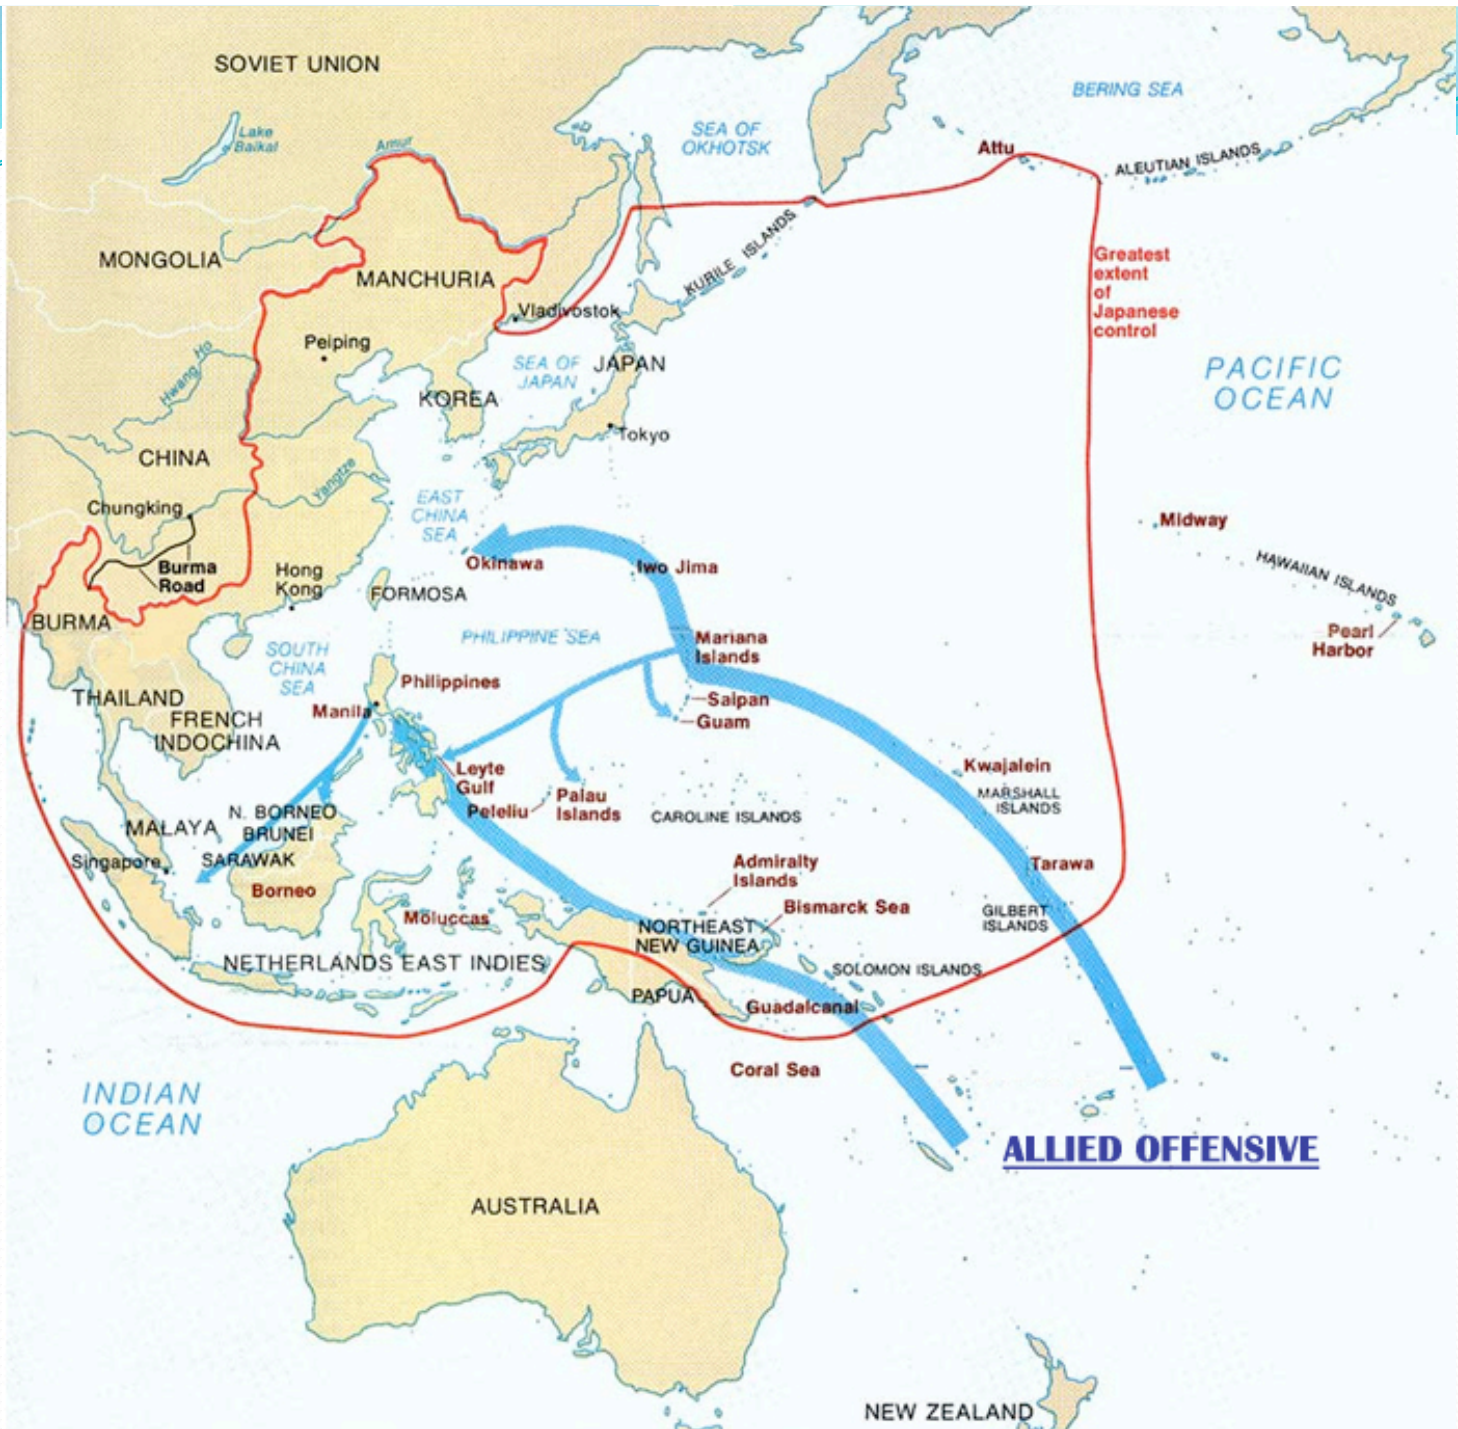 SOVIET UNION
BERING SEA
SEA OF
OKHOTSK
Lake
Baikal
Amur
Attu
ALEUTIAN ISLANDS
MONGOLIA
MANCHURIA
KURILE ISLANDS
Greatest
extent
of
Japanese
control
Vladivostok
Peiping
Hwang Ho
SEA OF
JAPAN
JAPAN
PACIFIC
OCEAN
KOREA
Tokyo
CHINA
Yangtze
Chungking
EAST
CHINA
SEA
Midway
Burma
Road
Hong
Kong
Okinawa
Iwo Jima
HAWAIIAN ISLANDS
FORMOSA
BURMA
PHILIPPINE SEA
Mariana
Islands
Pearl
Harbor
SOUTH
CHINA
SEA
Philippines
THAILAND
Manila
Saipan
Guam
FRENCH
INDOCHINA
Leyte
Gulf
Kwajalein
MARSHALL
ISLANDS
Peleliu
Palau
Islands
CAROLINE ISLANDS
N. BORNEO
BRUNEI
MALAYA
Singapore
SARAWAK
Admiralty
Islands
Tarawa
Borneo
Moluccas
Bismarck Sea
GILBERT
ISLANDS
NORTHEAST
NEW GUINEA
NETHERLANDS EAST INDIES
SOLOMON ISLANDS
PAPUA
Guadalcanal
Coral Sea
INDIAN
OCEAN
ALLIED OFFENSIVE
AUSTRALIA
NEW ZEALAND